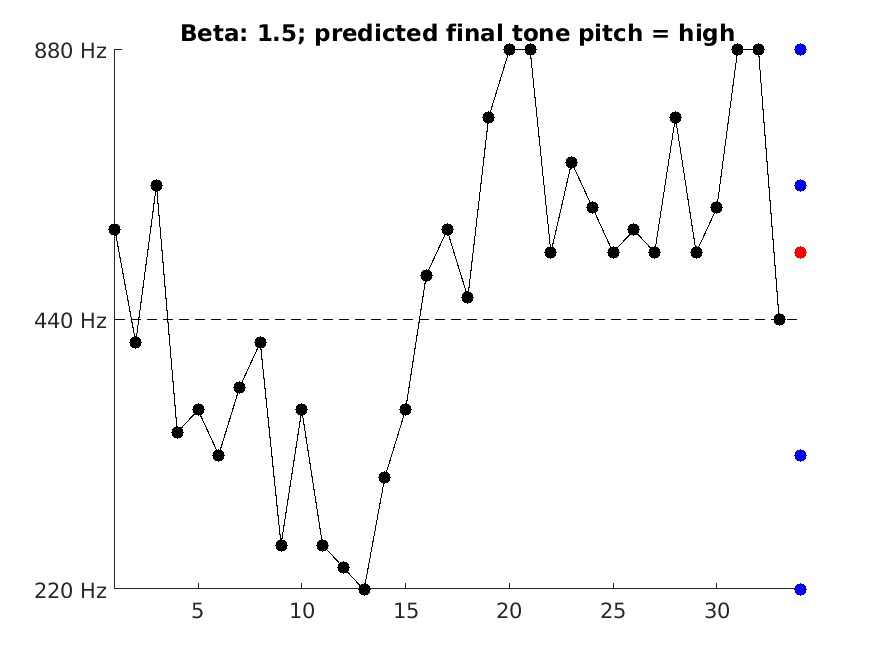 Beta: 1.5; predicted final tone pitch = high
880 Hz
440 Hz
220 Hz
5 10 15 20 25 30